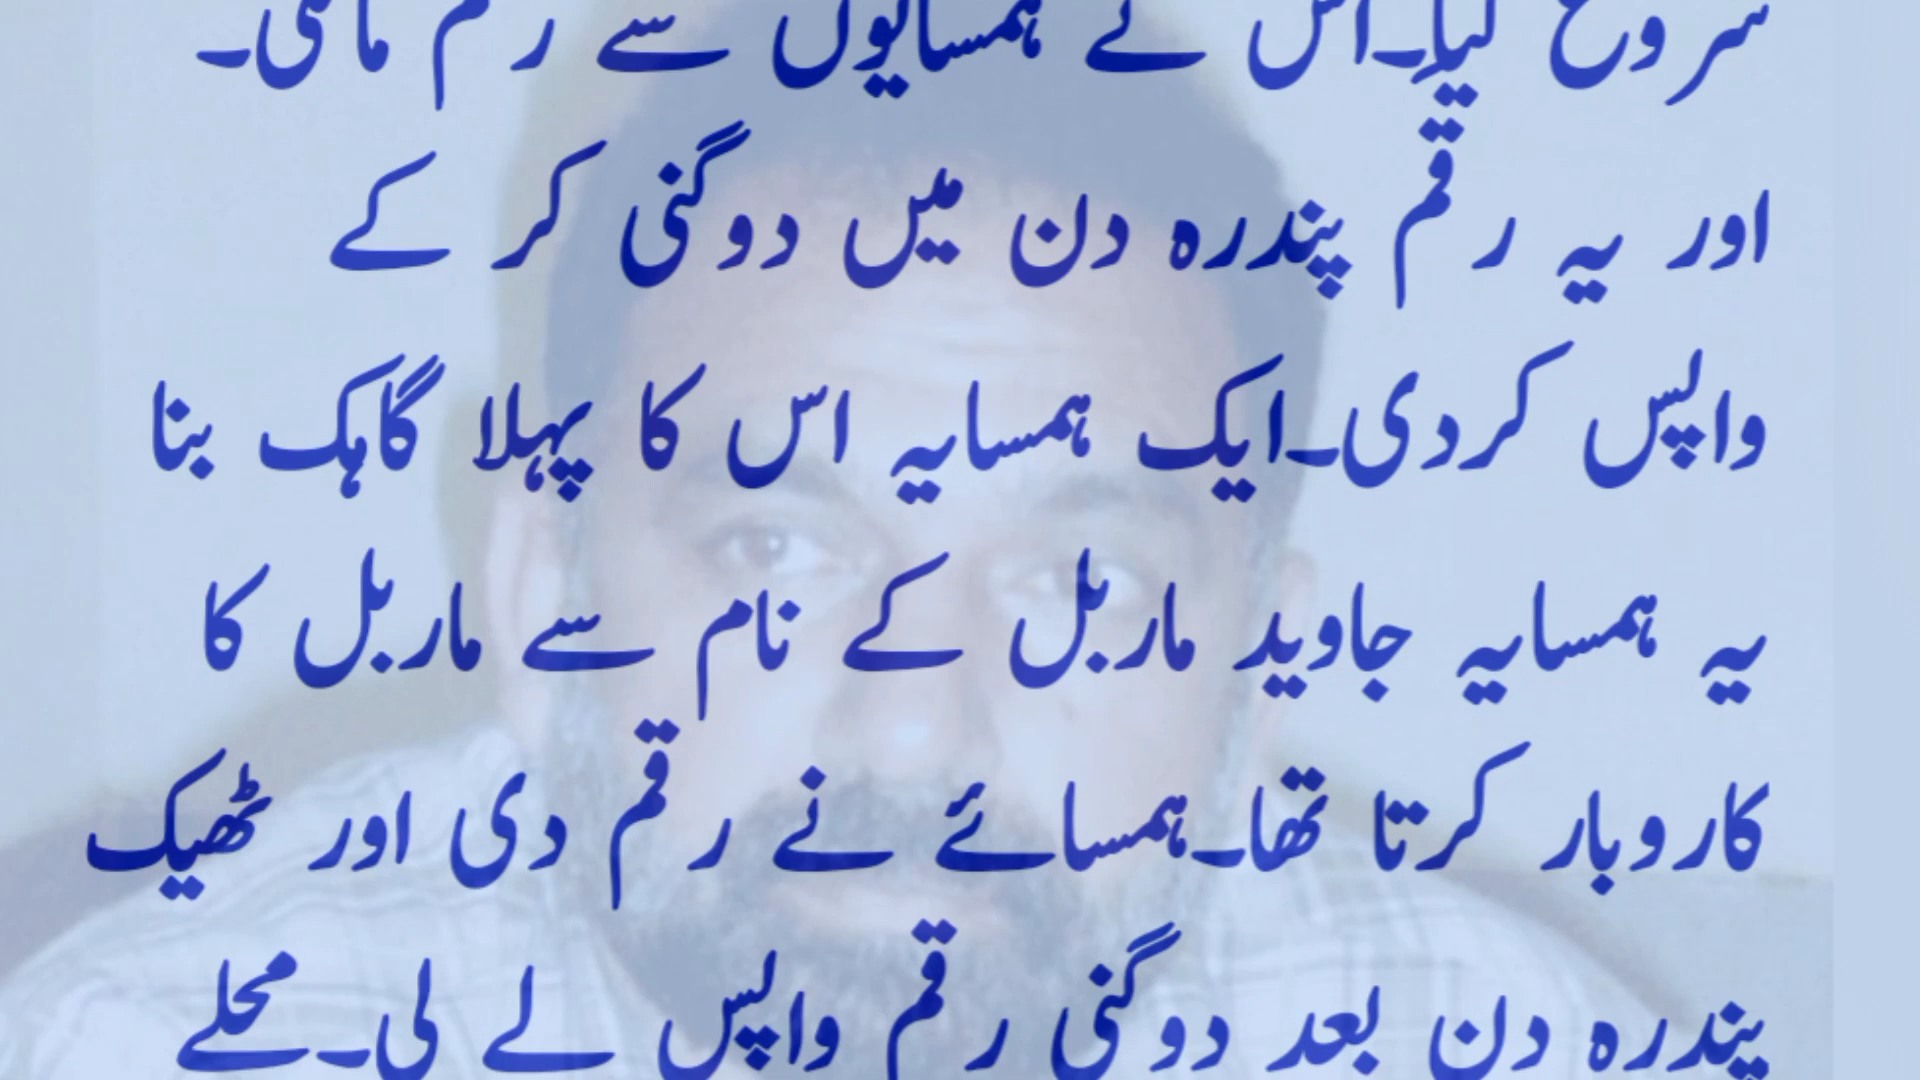 شروع کیا۔اس نے ہمسایوں سے رقم مانگی۔
اور یہ رقم پندرہ دن میں دوگنی کر کے
واپس کردی۔ایک ہمسایہ اس کا پہلا گاہک بنا
یہ ہمسایہ جاوید ماربل کے نام سے ماربل کا
کاروبار کرتا تھا۔ہمسائے نے رقم دی اور ٹھیک
پندرہ دن بعد دوگنی رقم واپس لے لی۔محلے